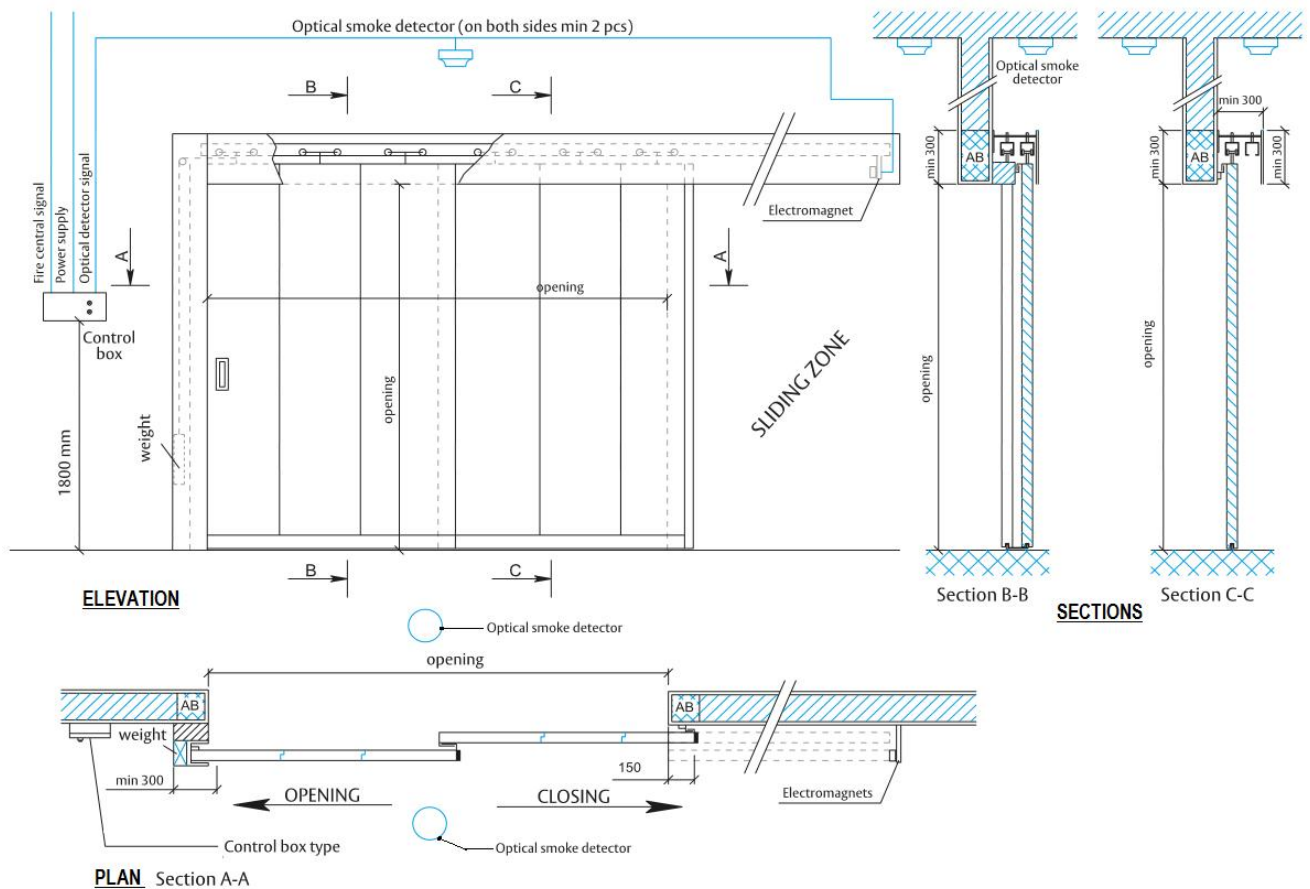 Optical smoke detector (on both sides min 2 pcs)
B
C
Fire central signal
Power supply
Optical detector signal
A
A
Control
box
1800 mm
weight
opening
opening
Electromagnet
SLIDING ZONE
B
C
ELEVATION
Optical smoke
detector
min 300
AB
opening
Section B-B
min 300
min 300
AB
min 300
opening
Section C-C
SECTIONS
Optical smoke detector
opening
AB
AB
weight
min 300
150
OPENING
CLOSING
Electromagnets
Control box type
Optical smoke detector
PLAN Section A-A